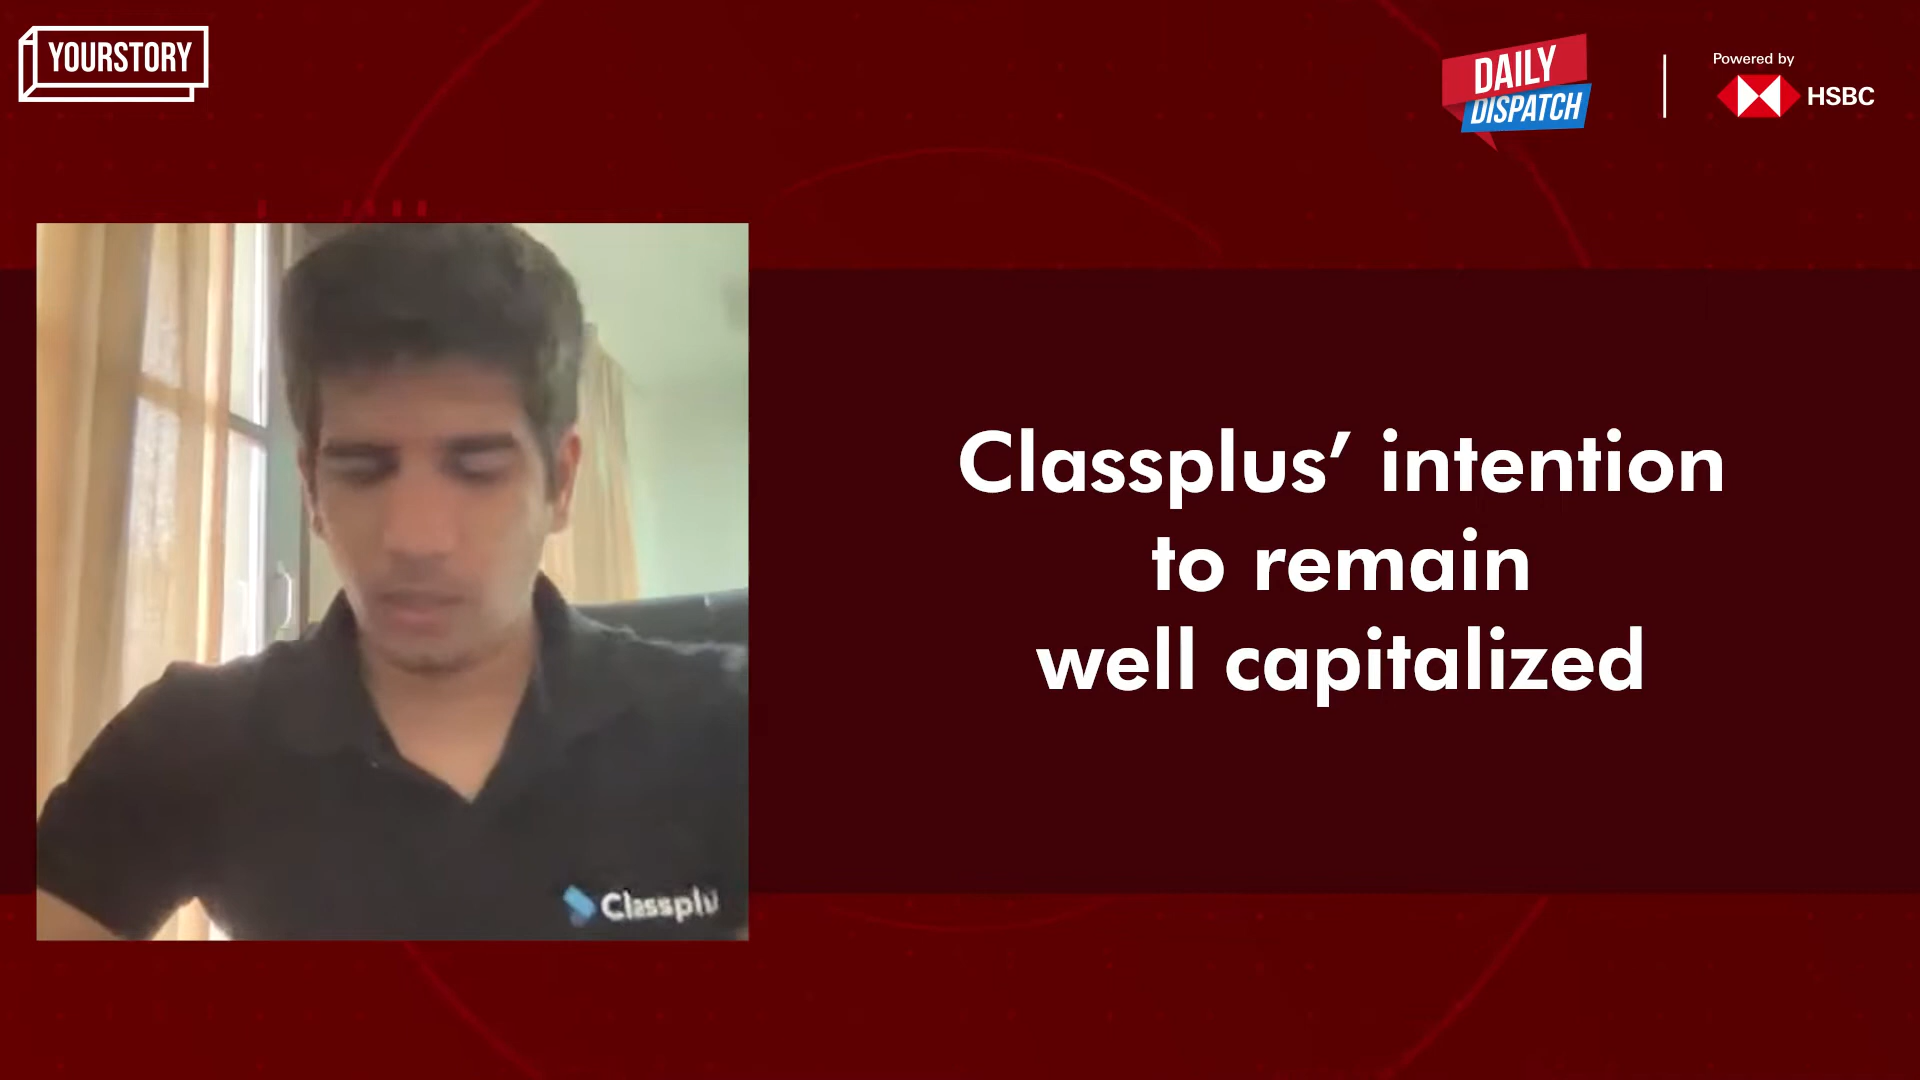 YOURSTORY
DAILY
DISPATCH
Powered by
HSBC
Classplus’ intention
to remain
well capitalized
Classplu